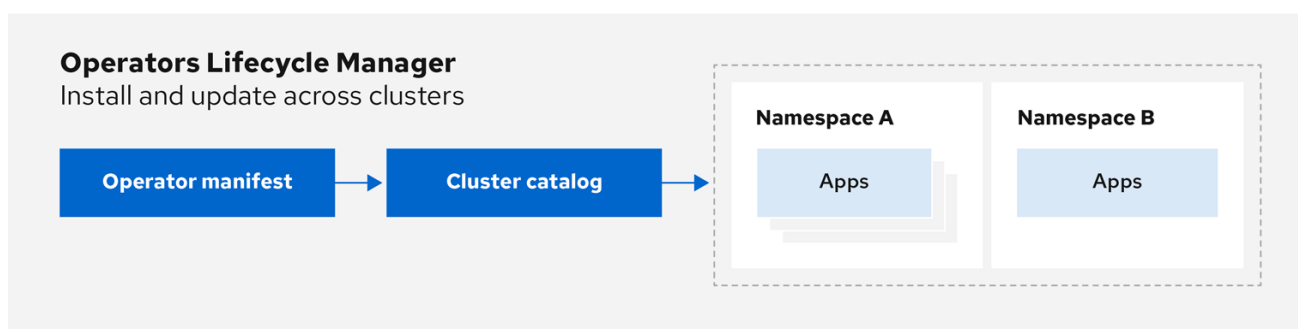 Operators Lifecycle Manager
Install and update across clusters
Operator manifest
Cluster catalog
Namespace A
Apps
Namespace B
Apps